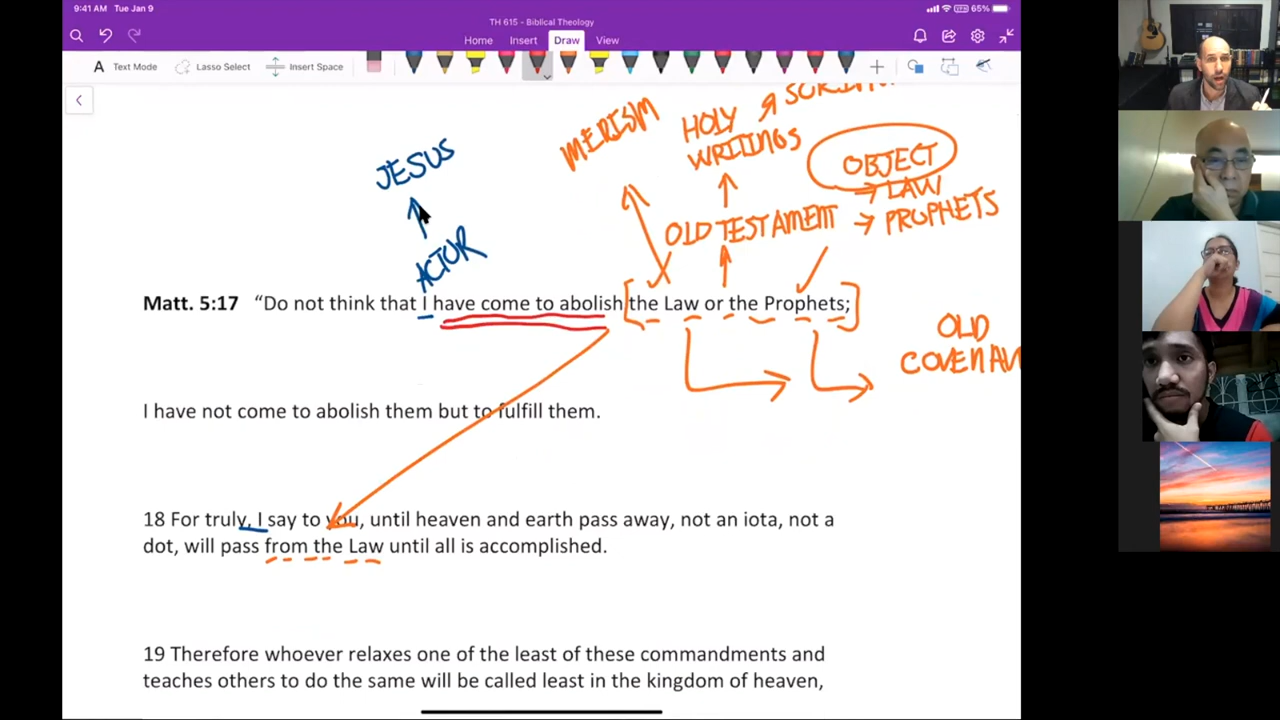 9:41 AM Tue Jan 9
65%
TH 615 - Biblical Theology
Home Insert Draw View
Text Mode Lasso Select Insert Space
MERISM
HOLY
WRITINGS
JESUS
OBJECT
→ LAW
OLD TESTAMENT → PROPHETS
ACTOR
Matt. 5:17 “Do not think that I have come to abolish the Law or the Prophets;
OLD
I have not come to abolish them but to fulfill them.
18 For truly, I say to you, until heaven and earth pass away, not an iota, not a
dot, will pass from the Law until all is accomplished.
19 Therefore whoever relaxes one of the least of these commandments and
teaches others to do the same will be called least in the kingdom of heaven,